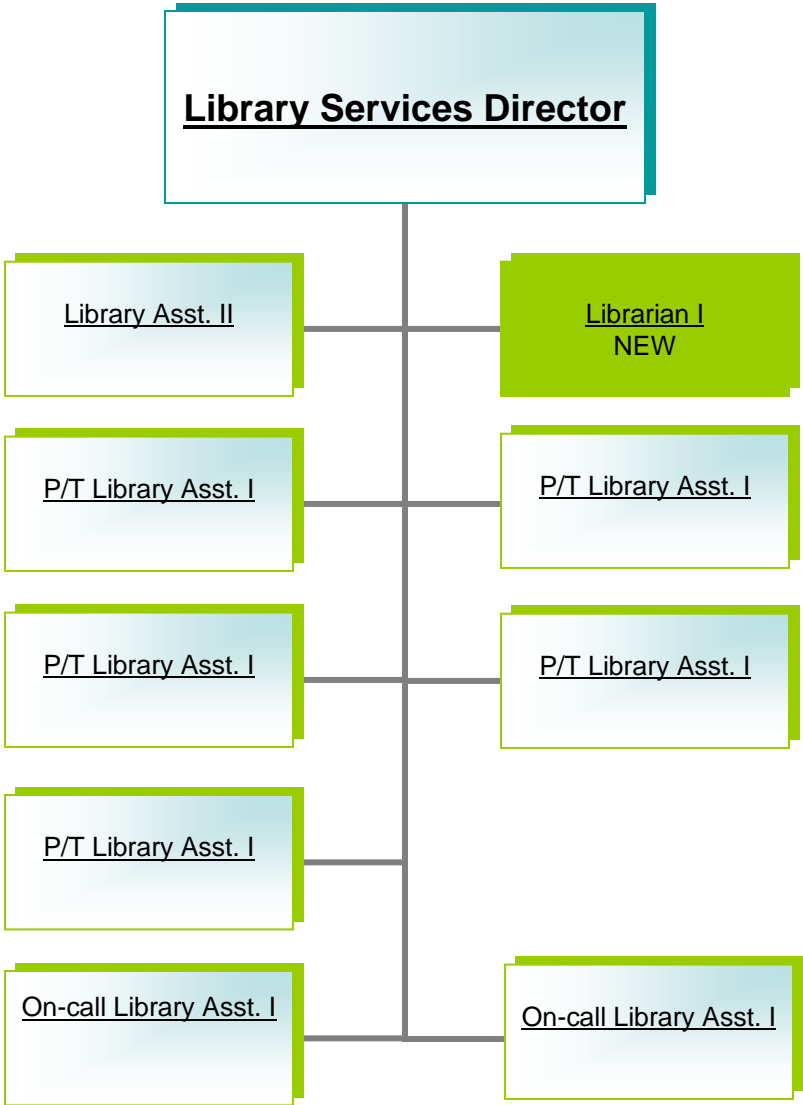 Library Services Director
Library Asst. II
Librarian I
NEW
P/T Library Asst. I
P/T Library Asst. I
P/T Library Asst. I
P/T Library Asst. I
P/T Library Asst. I
On-call Library Asst. I
On-call Library Asst. I